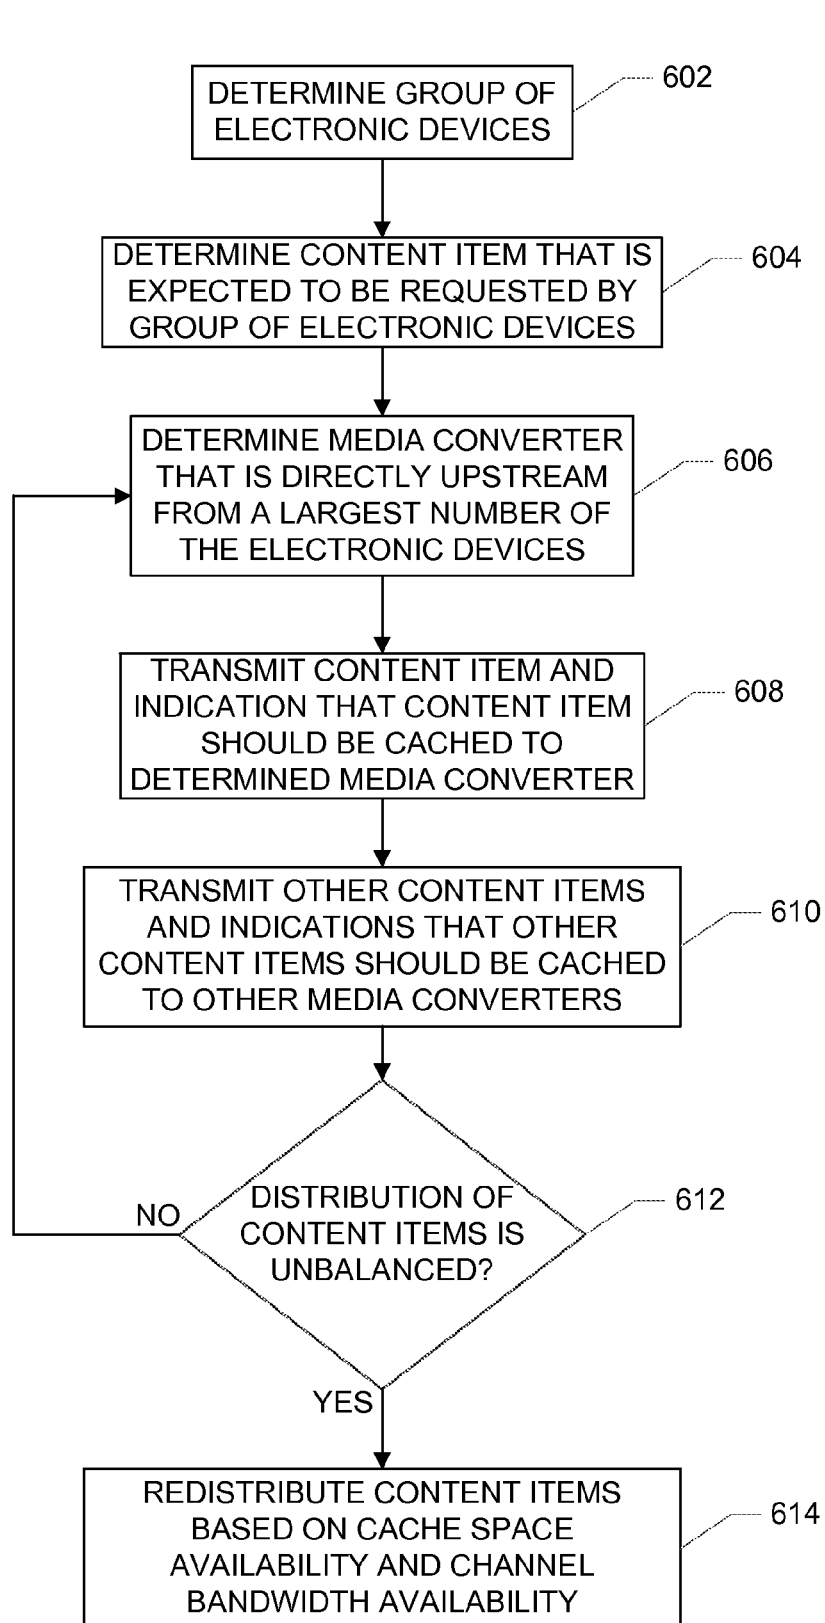 DETERMINE GROUP OF
ELECTRONIC DEVICES
602
DETERMINE CONTENT ITEM THAT IS
EXPECTED TO BE REQUESTED BY
GROUP OF ELECTRONIC DEVICES
604
DETERMINE MEDIA CONVERTER
THAT IS DIRECTLY UPSTREAM
FROM A LARGEST NUMBER OF
THE ELECTRONIC DEVICES
606
TRANSMIT CONTENT ITEM AND
INDICATION THAT CONTENT ITEM
SHOULD BE CACHED TO
DETERMINED MEDIA CONVERTER
608
TRANSMIT OTHER CONTENT ITEMS
AND INDICATIONS THAT OTHER
CONTENT ITEMS SHOULD BE CACHED
TO OTHER MEDIA CONVERTERS
610
DISTRIBUTION OF
CONTENT ITEMS IS
UNBALANCED?
612
NO
YES
REDISTRIBUTE CONTENT ITEMS
BASED ON CACHE SPACE
AVAILABILITY AND CHANNEL
BANDWIDTH AVAILABILITY
614